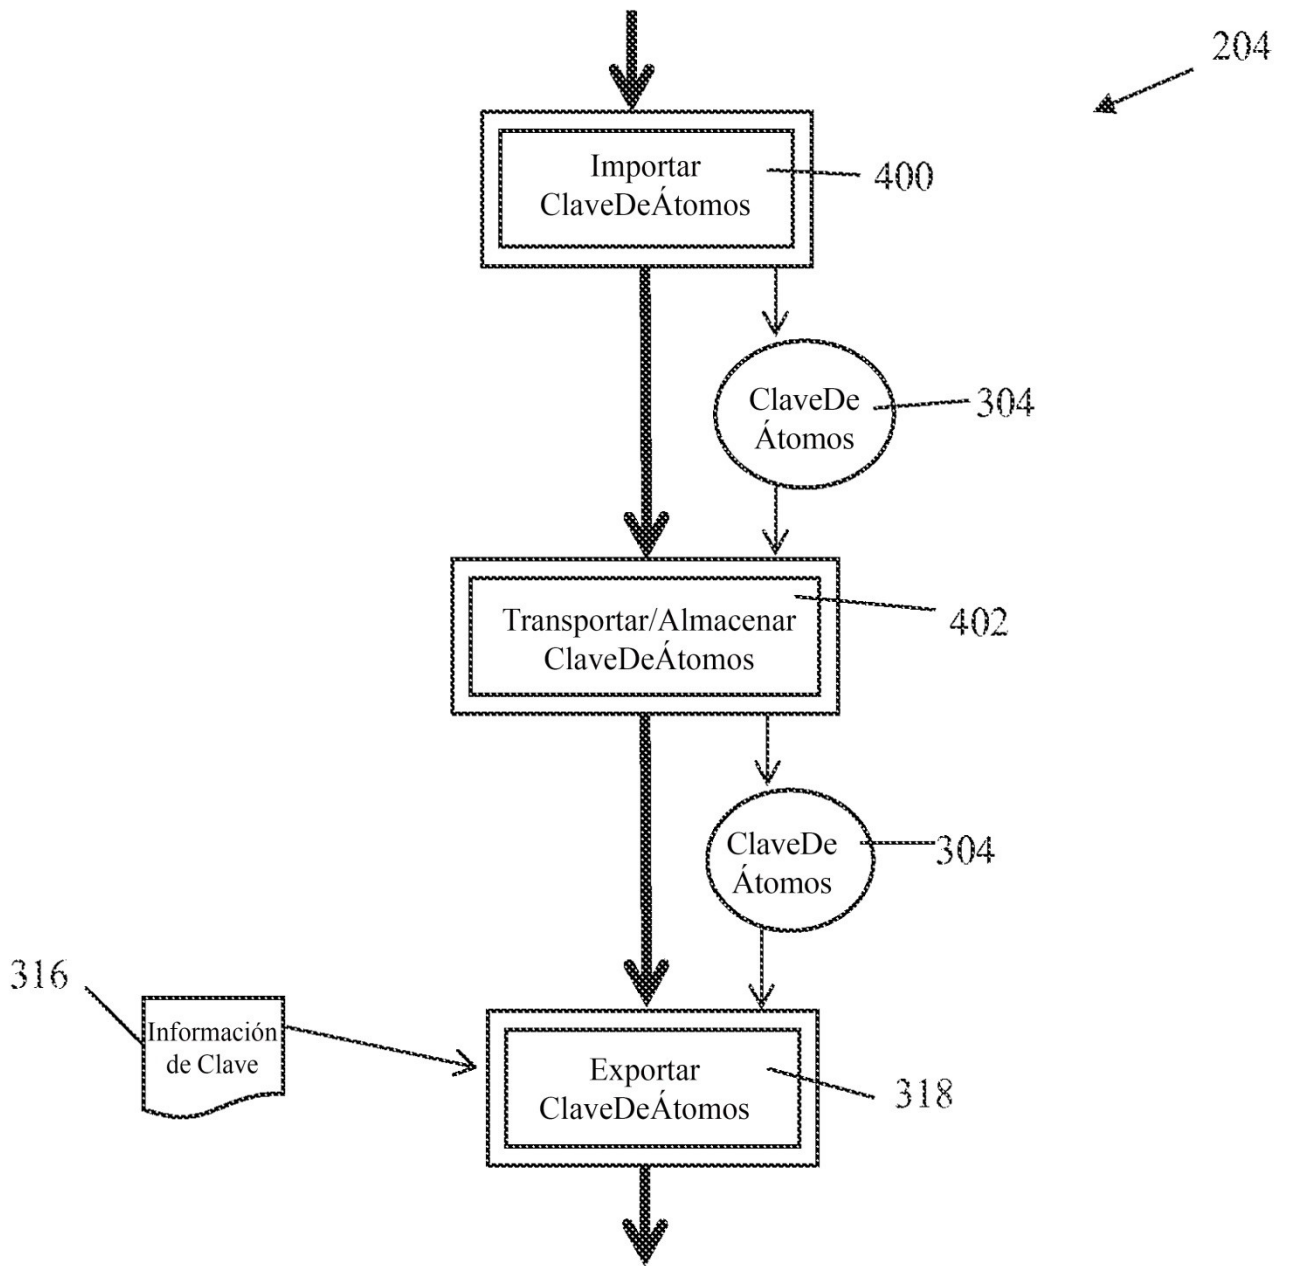 204
Importar
ClaveDeÁtomos
400
ClaveDe
Átomos
304
Transportar/Almacenar
ClaveDeÁtomos
402
ClaveDe
Átomos
304
316
Información
de Clave
Exportar
ClaveDeÁtomos
318